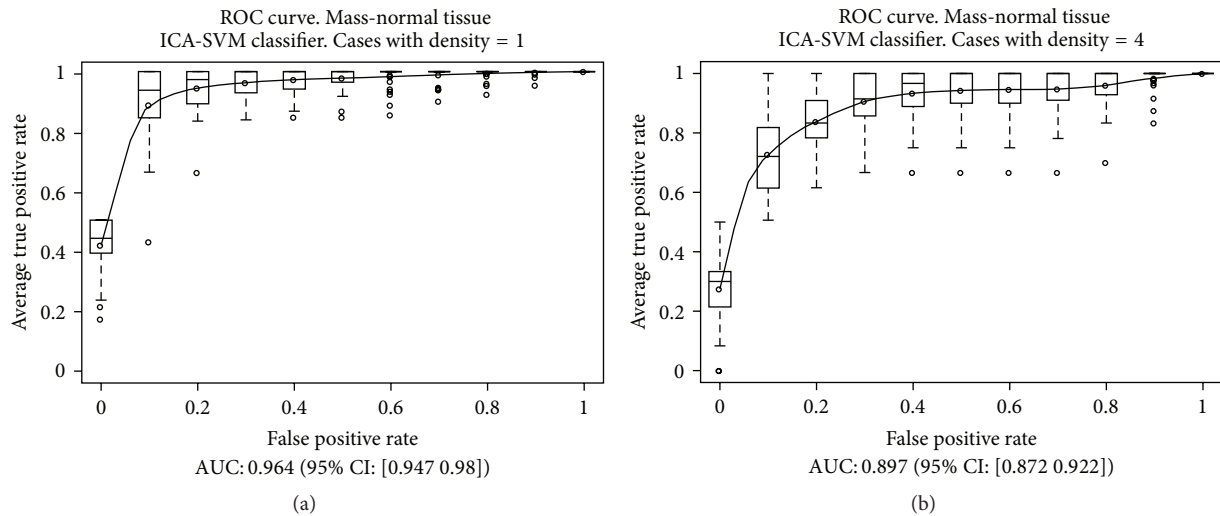 ROC curve. Mass-normal tissue
ICA-SVM classifier. Cases with density = 1
Average true positive rate
1
0.8
0.6
0.4
0.2
0
0 0.2 0.4 0.6 0.8 1
False positive rate
AUC: 0.964 (95% CI: [0.947 0.98])
(a)
ROC curve. Mass-normal tissue
ICA-SVM classifier. Cases with density = 4
Average true positive rate
1
0.8
0.6
0.4
0.2
0
0 0.2 0.4 0.6 0.8 1
False positive rate
AUC: 0.897 (95% CI: [0.872 0.922])
(b)